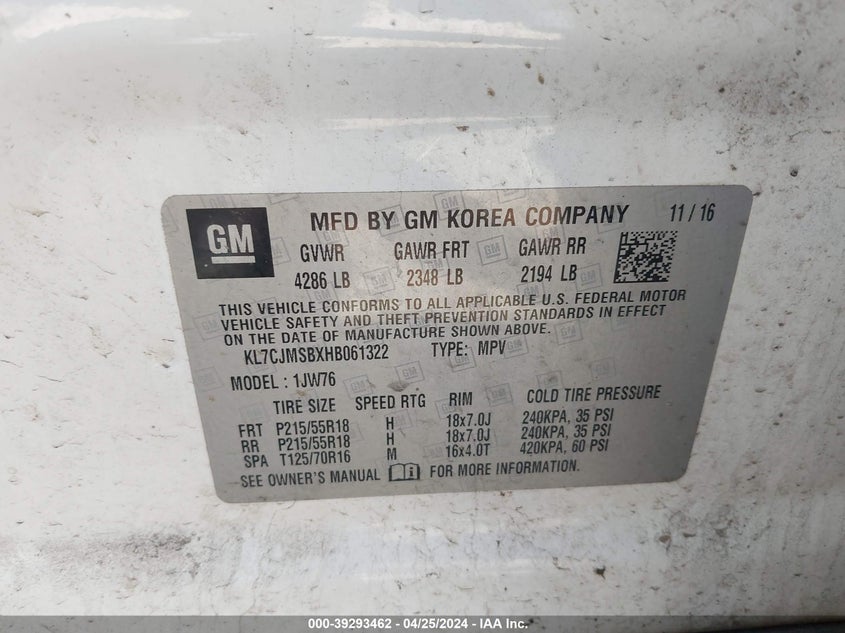 GM MFD BY GM KOREA COMPANY 11 / 16
GVWR GAWR FRT GAWR RR
4286 LB 2348 LB 2194 LB
THIS VEHICLE CONFORMS TO ALL APPLICABLE U.S. FEDERAL MOTOR
VEHICLE SAFETY AND THEFT PREVENTION STANDARDS IN EFFECT
ON THE DATE OF MANUFACTURE SHOWN ABOVE.
KL7CJMSBXHB061322 TYPE: MPV
MODEL : 1JW76
TIRE SIZE SPEED RTG RIM COLD TIRE PRESSURE
FRT P215/55R18 H 18x7.0J 240KPA, 35 PSI
RR P215/55R18 H 18x7.0J 240KPA, 35 PSI
SPA T125/70R16 M 16x4.0T 420KPA, 60 PSI
SEE OWNER'S MANUAL FOR MORE INFORMATION.
000-39293462 - 04/25/2024 - IAA Inc.